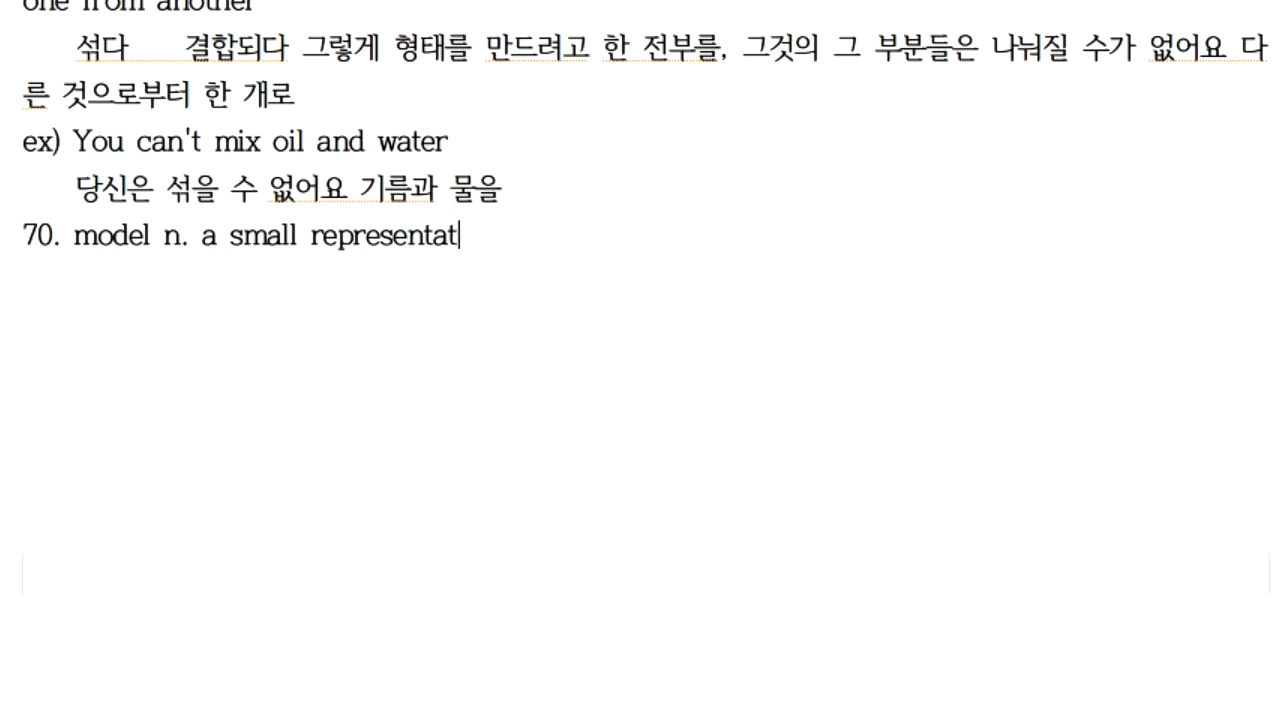 one from another
섞다 결합되다 그렇게 형태를 만드려고 한 전부를, 그것의 그 부분들은 나눠질 수가 없어요 다
른 것으로부터 한 개로
ex) You can't mix oil and water
당신은 섞을 수 없어요 기름과 물을
70. model n. a small representat